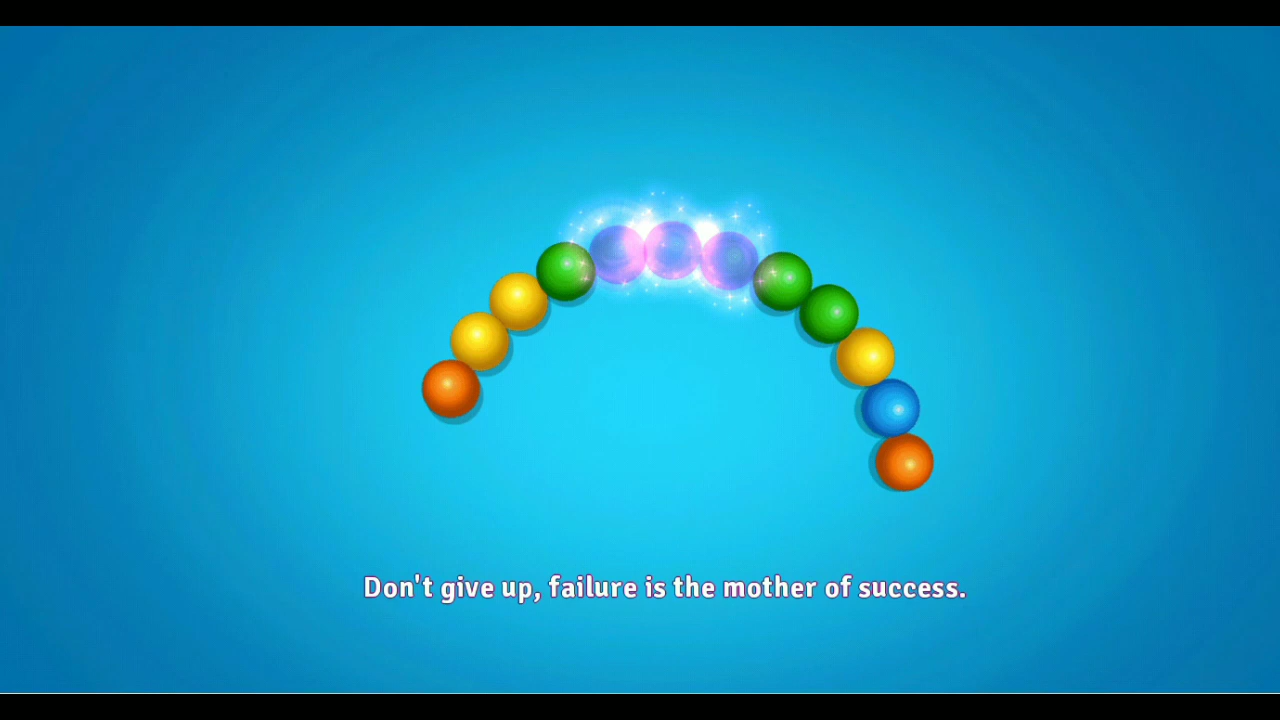 Don't give up, failure is the mother of success.